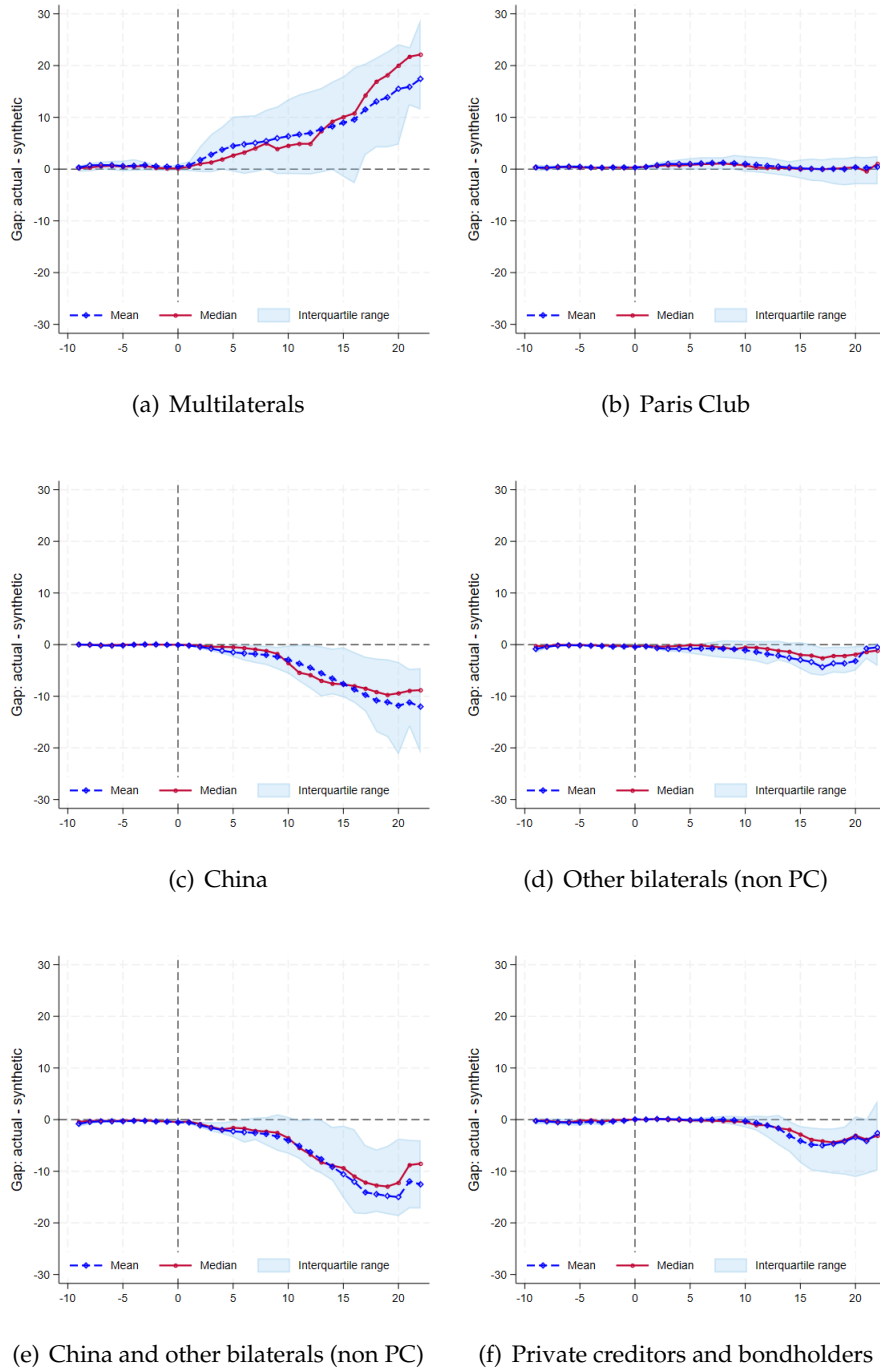 30
20
10
0
-10
-20
-30
Gap: actual - synthetic
Mean Median Interquartile range
-10 -5 0 5 10 15 20
(a) Multilaterals
30
20
10
0
-10
-20
-30
Gap: actual - synthetic
Mean Median Interquartile range
-10 -5 0 5 10 15 20
(b) Paris Club
30
20
10
0
-10
-20
-30
Gap: actual - synthetic
Mean Median Interquartile range
-10 -5 0 5 10 15 20
(c) China
30
20
10
0
-10
-20
-30
Gap: actual - synthetic
Mean Median Interquartile range
-10 -5 0 5 10 15 20
(d) Other bilaterals (non PC)
30
20
10
0
-10
-20
-30
Gap: actual - synthetic
Mean Median Interquartile range
-10 -5 0 5 10 15 20
(e) China and other bilaterals (non PC)
30
20
10
0
-10
-20
-30
Gap: actual - synthetic
Mean Median Interquartile range
-10 -5 0 5 10 15 20
(f) Private creditors and bondholders